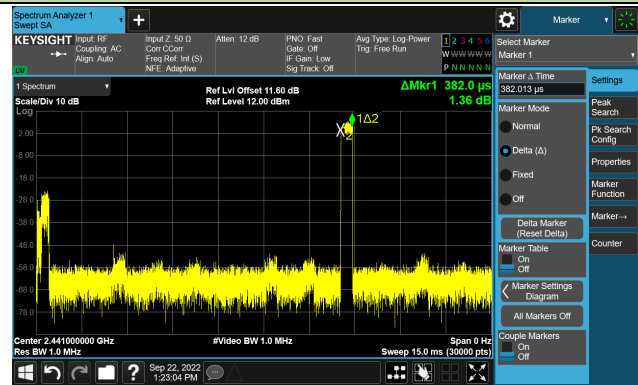 Spectrum Analyzer 1
Swept SA
Marker
KEYSIGHT
Input: RF
Coupling: AC
Align: Auto
Input Z: 50 Ω
Corr CCorr
Freq Ref: Int (S)
NFE: Adaptive
Atten: 12 dB
PNO: Fast
Gate: Off
IF Gain: Low
Sig Track: Off
Avg Type: Log-Power
Trig: Free Run
1 2 3 4 5 6
W W W W W W
P N N N N N
LXI
Select Marker
Marker 1
1 Spectrum
Scale/Div 10 dB
Ref Lvl Offset 11.60 dB
Ref Level 12.00 dBm
ΔMkr1 382.0 µs
1.36 dB
Log
2.00
-8.00
-18.0
-28.0
-38.0
-48.0
-58.0
-68.0
-78.0
1Δ2
X2
Center 2.441000000 GHz
Res BW 1.0 MHz
#Video BW 1.0 MHz
Span 0 Hz
Sweep 15.0 ms (30000 pts)
Marker Δ Time
382.013 µs
Marker Mode
Normal
Delta (Δ)
Fixed
Off
Delta Marker
(Reset Delta)
Marker Table
On
Off
Marker Settings
Diagram
All Markers Off
Couple Markers
On
Off
Settings
Peak
Search
Pk Search
Config
Properties
Marker
Function
Marker→
Counter
?
Sep 22, 2022
1:23:04 PM